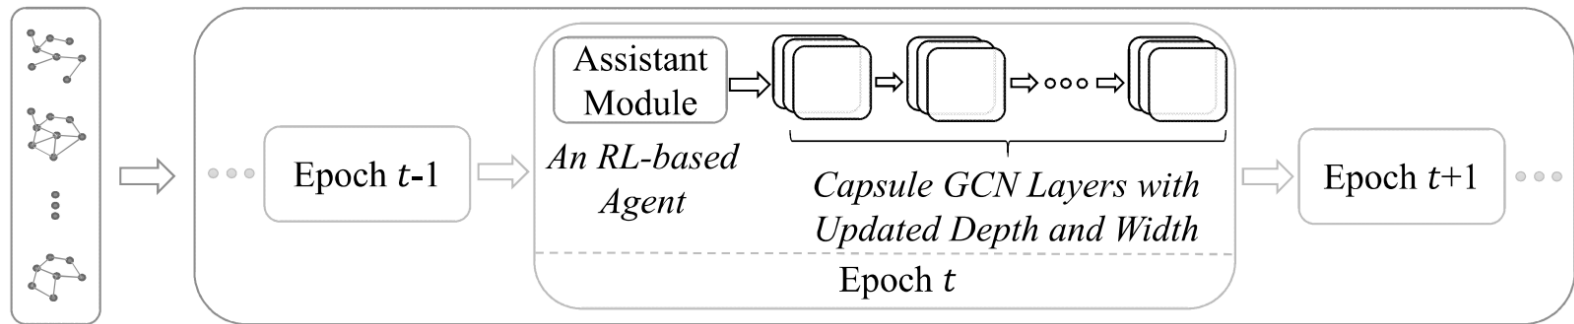 Epoch t-1
Assistant
Module
An RL-based
Agent
Capsule GCN Layers with
Updated Depth and Width
Epoch t
Epoch t+1